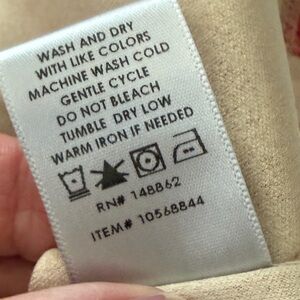 WASH AND DRY
WITH LIKE COLORS
MACHINE WASH COLD
GENTLE CYCLE
DO NOT BLEACH
TUMBLE DRY LOW
WARM IRON IF NEEDED
RN# 148862
ITEM# 10568844